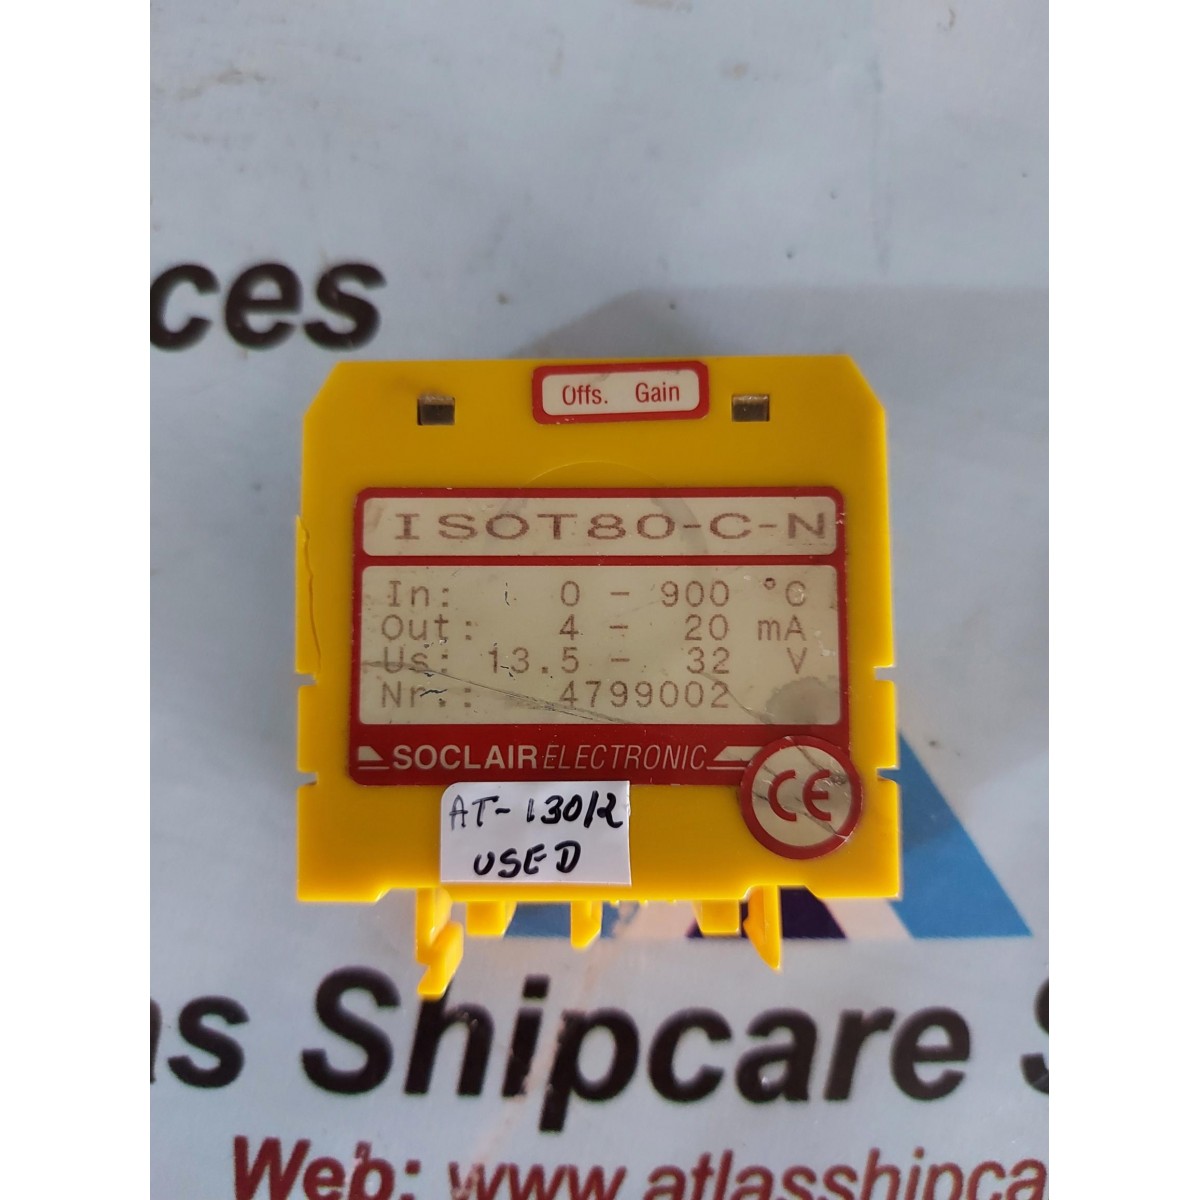 ces
Offs. Gain
ISOT80-C-N
In: 0 - 900 °C
Out: 4 - 20 mA
Us: 13.5 - 32 V
Nr.: 4799002
SOCLAIR ELECTRONIC
CE
AT-130/2
USED
as Shipcare S
Web: www.atlasshipca